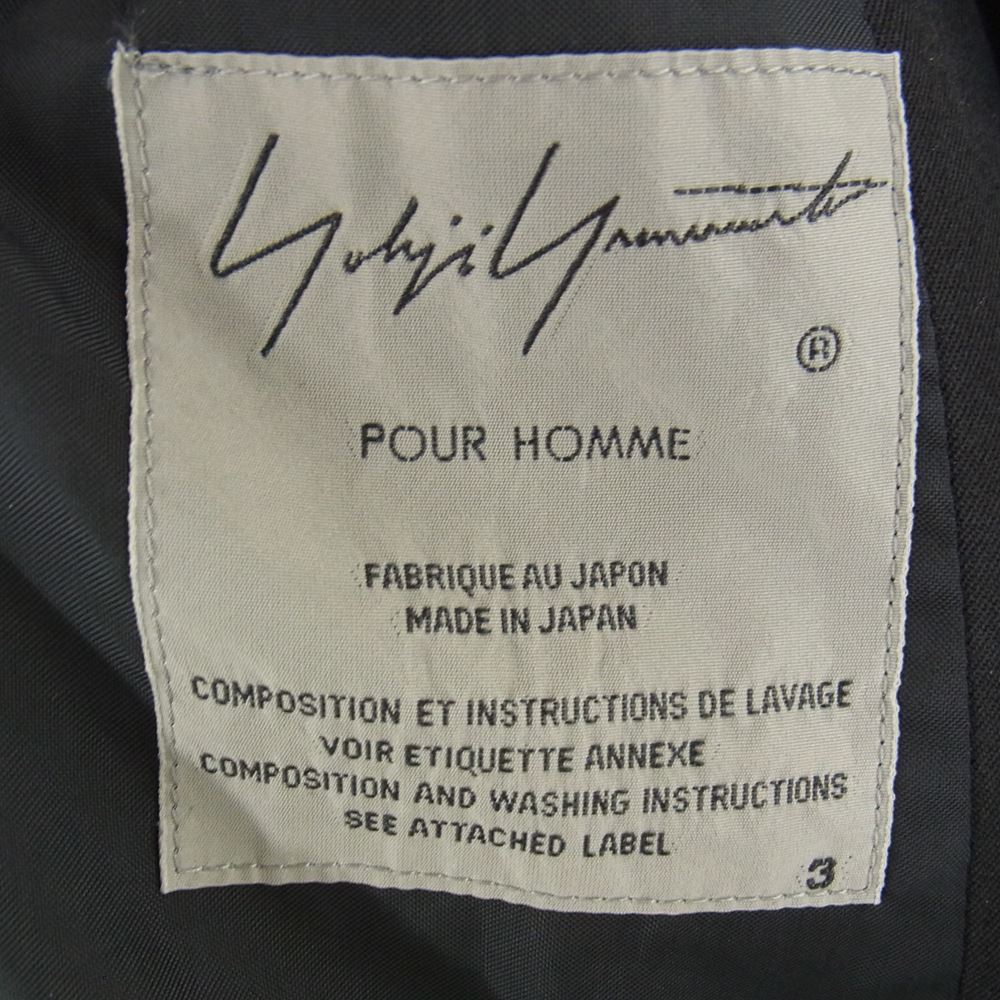 Yohji Yamamoto
®
POUR HOMME
FABRIQUE AU JAPON
MADE IN JAPAN
COMPOSITION ET INSTRUCTIONS DE LAVAGE
VOIR ETIQUETTE ANNEXE
COMPOSITION AND WASHING INSTRUCTIONS
SEE ATTACHED LABEL
3